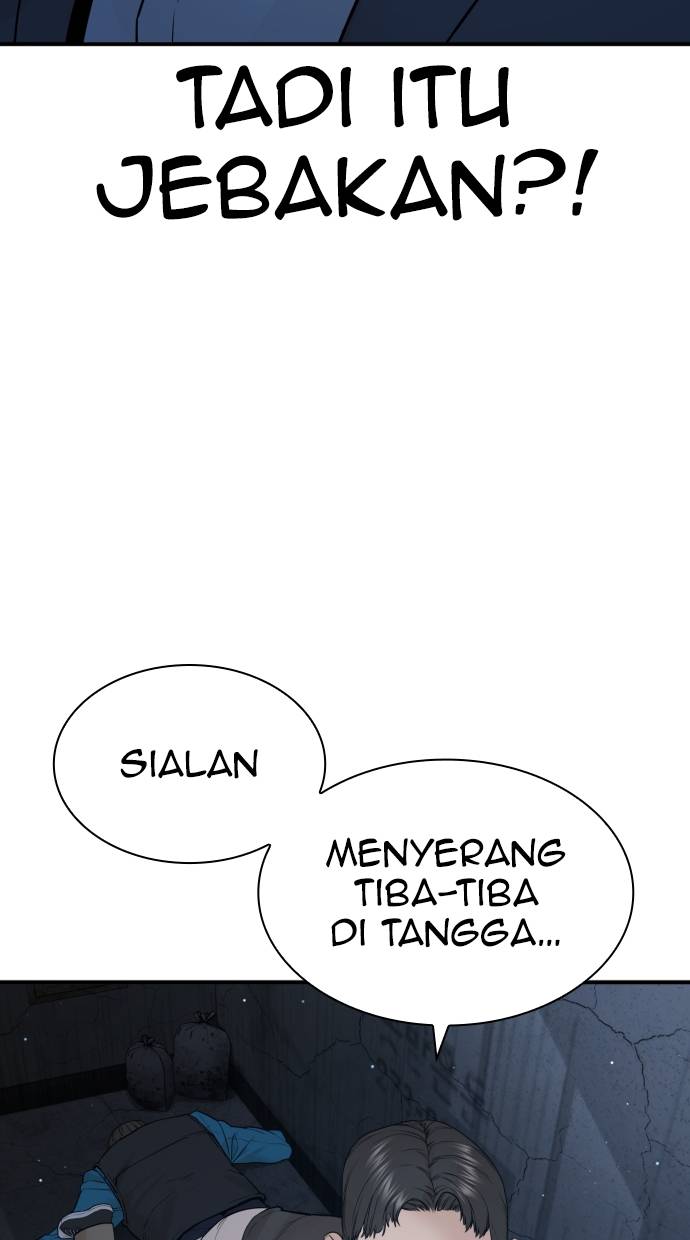 TADI ITU
JEBAKAN?!
SIALAN
MENYERANG
TIBA-TIBA
DI TANGGA...